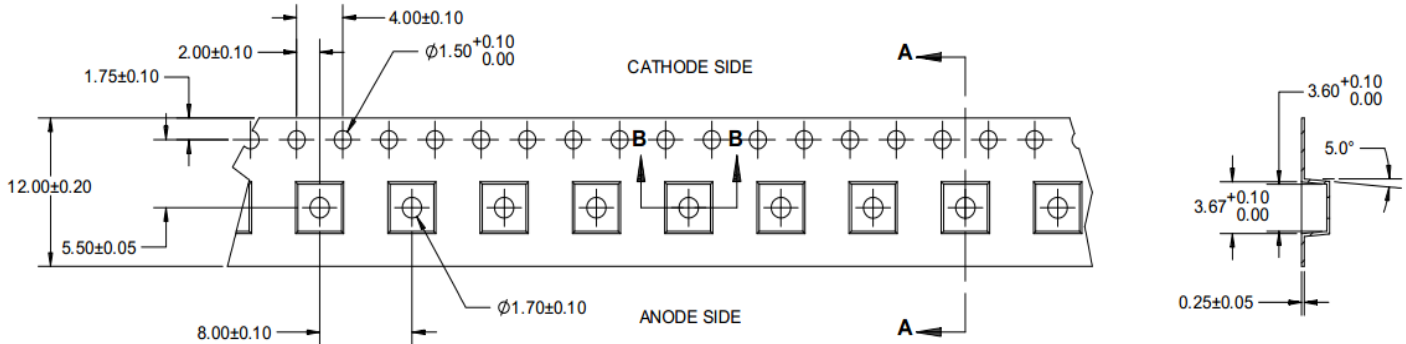 4.00±0.10
2.00±0.10
Ø1.50 +0.10
0.00
1.75±0.10
CATHODE SIDE
A
3.60 +0.10
0.00
B B
5.0°
12.00±0.20
3.67 +0.10
0.00
5.50±0.05
Ø1.70±0.10
0.25±0.05
ANODE SIDE
8.00±0.10
A